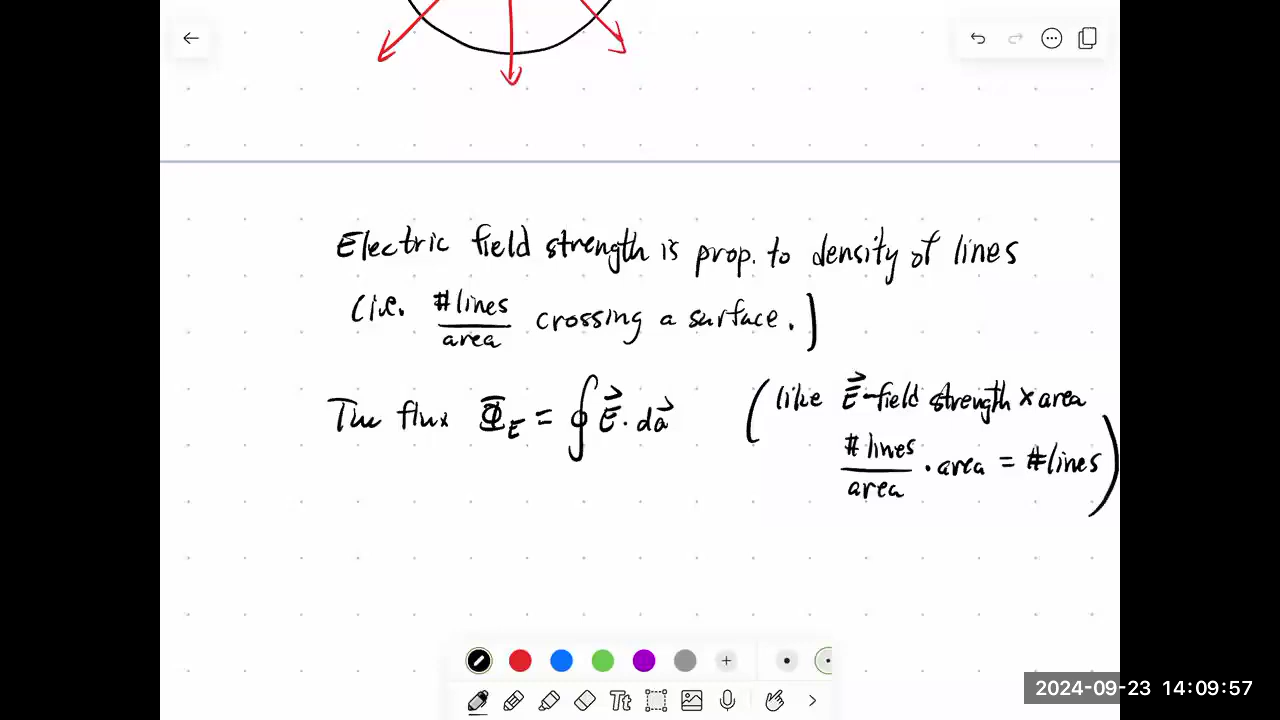 Electric field strength is prop. to density of lines
(i.e. #lines/area crossing a surface.)
The flux Φ_E = ∮ E⃗ · da⃗ (like E⃗-field strength × area
#lines/area · area = #lines)
Tt
2024-09-23 14:09:57